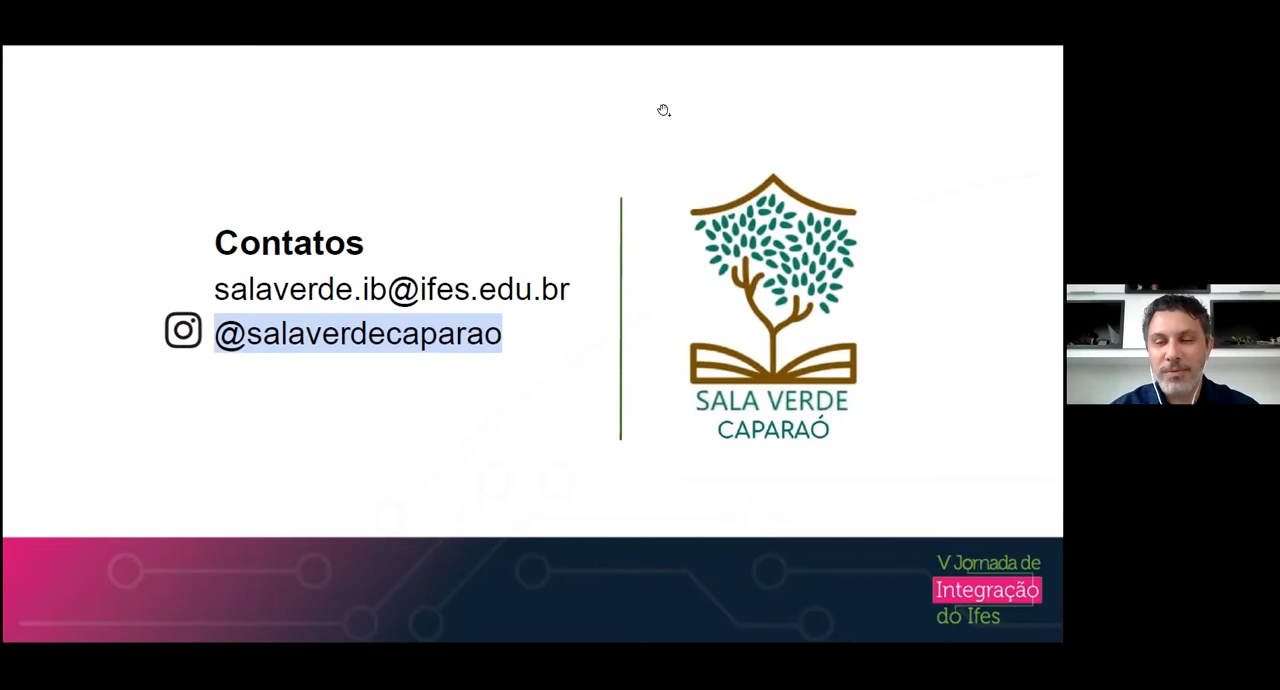 Contatos
salaverde.ib@ifes.edu.br
@salaverdecaparao
SALA VERDE
CAPARAÓ
V Jornada de
Integração
do Ifes